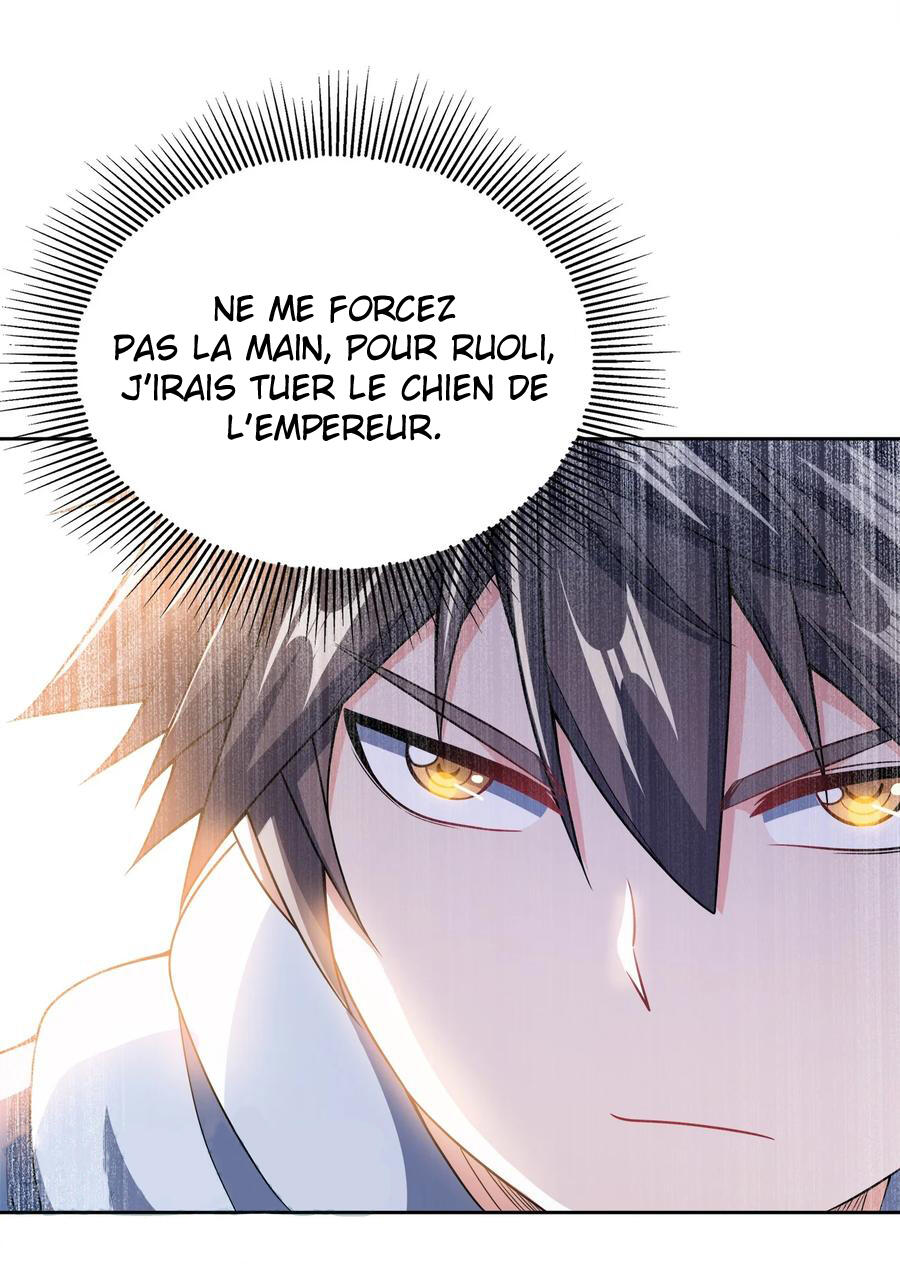 NE ME FORCEZ
PAS LA MAIN, POUR RUOLI,
J'IRAIS TUER LE CHIEN DE
L'EMPEREUR.